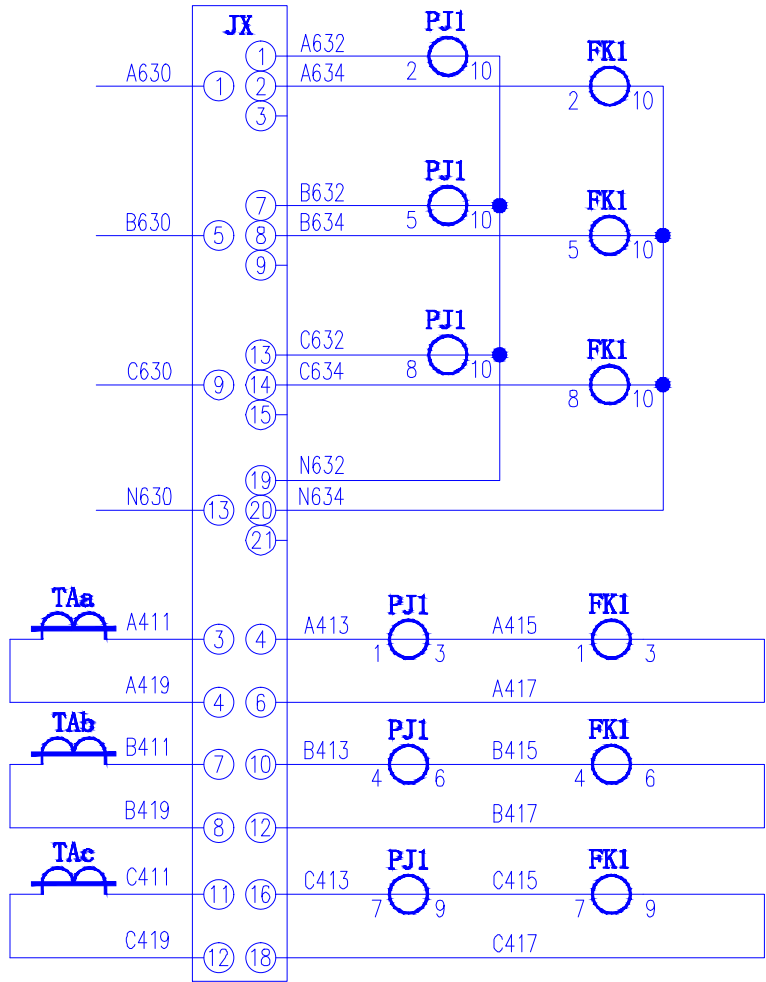 JX
PJ1
1 A632
2 10
FK1
A630 1 2 A634
2 10
3
PJ1
7 B632
5 10
FK1
B630 5 8 B634
5 10
9
PJ1
13 C632
8 10
FK1
C630 9 14 C634
8 10
15
19 N632
N630 13 20 N634
21
TAa PJ1 FK1
A411 3 4 A413 1 3 A415 1 3
A419 4 6 A417
TAb PJ1 FK1
B411 7 10 B413 4 6 B415 4 6
B419 8 12 B417
TAc PJ1 FK1
C411 11 16 C413 7 9 C415 7 9
C419 12 18 C417